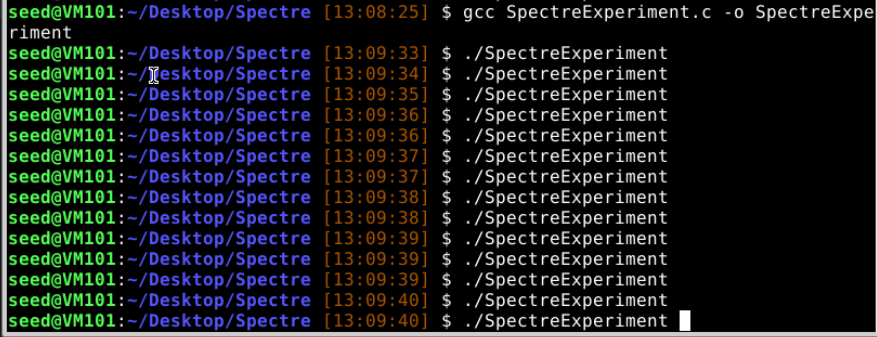 seed@VM101:~/Desktop/Spectre [13:08:25] $ gcc SpectreExperiment.c -o SpectreExpe
riment
seed@VM101:~/Desktop/Spectre [13:09:33] $ ./SpectreExperiment
seed@VM101:~/Desktop/Spectre [13:09:34] $ ./SpectreExperiment
seed@VM101:~/Desktop/Spectre [13:09:35] $ ./SpectreExperiment
seed@VM101:~/Desktop/Spectre [13:09:36] $ ./SpectreExperiment
seed@VM101:~/Desktop/Spectre [13:09:36] $ ./SpectreExperiment
seed@VM101:~/Desktop/Spectre [13:09:37] $ ./SpectreExperiment
seed@VM101:~/Desktop/Spectre [13:09:37] $ ./SpectreExperiment
seed@VM101:~/Desktop/Spectre [13:09:38] $ ./SpectreExperiment
seed@VM101:~/Desktop/Spectre [13:09:38] $ ./SpectreExperiment
seed@VM101:~/Desktop/Spectre [13:09:39] $ ./SpectreExperiment
seed@VM101:~/Desktop/Spectre [13:09:39] $ ./SpectreExperiment
seed@VM101:~/Desktop/Spectre [13:09:39] $ ./SpectreExperiment
seed@VM101:~/Desktop/Spectre [13:09:40] $ ./SpectreExperiment
seed@VM101:~/Desktop/Spectre [13:09:40] $ ./SpectreExperiment